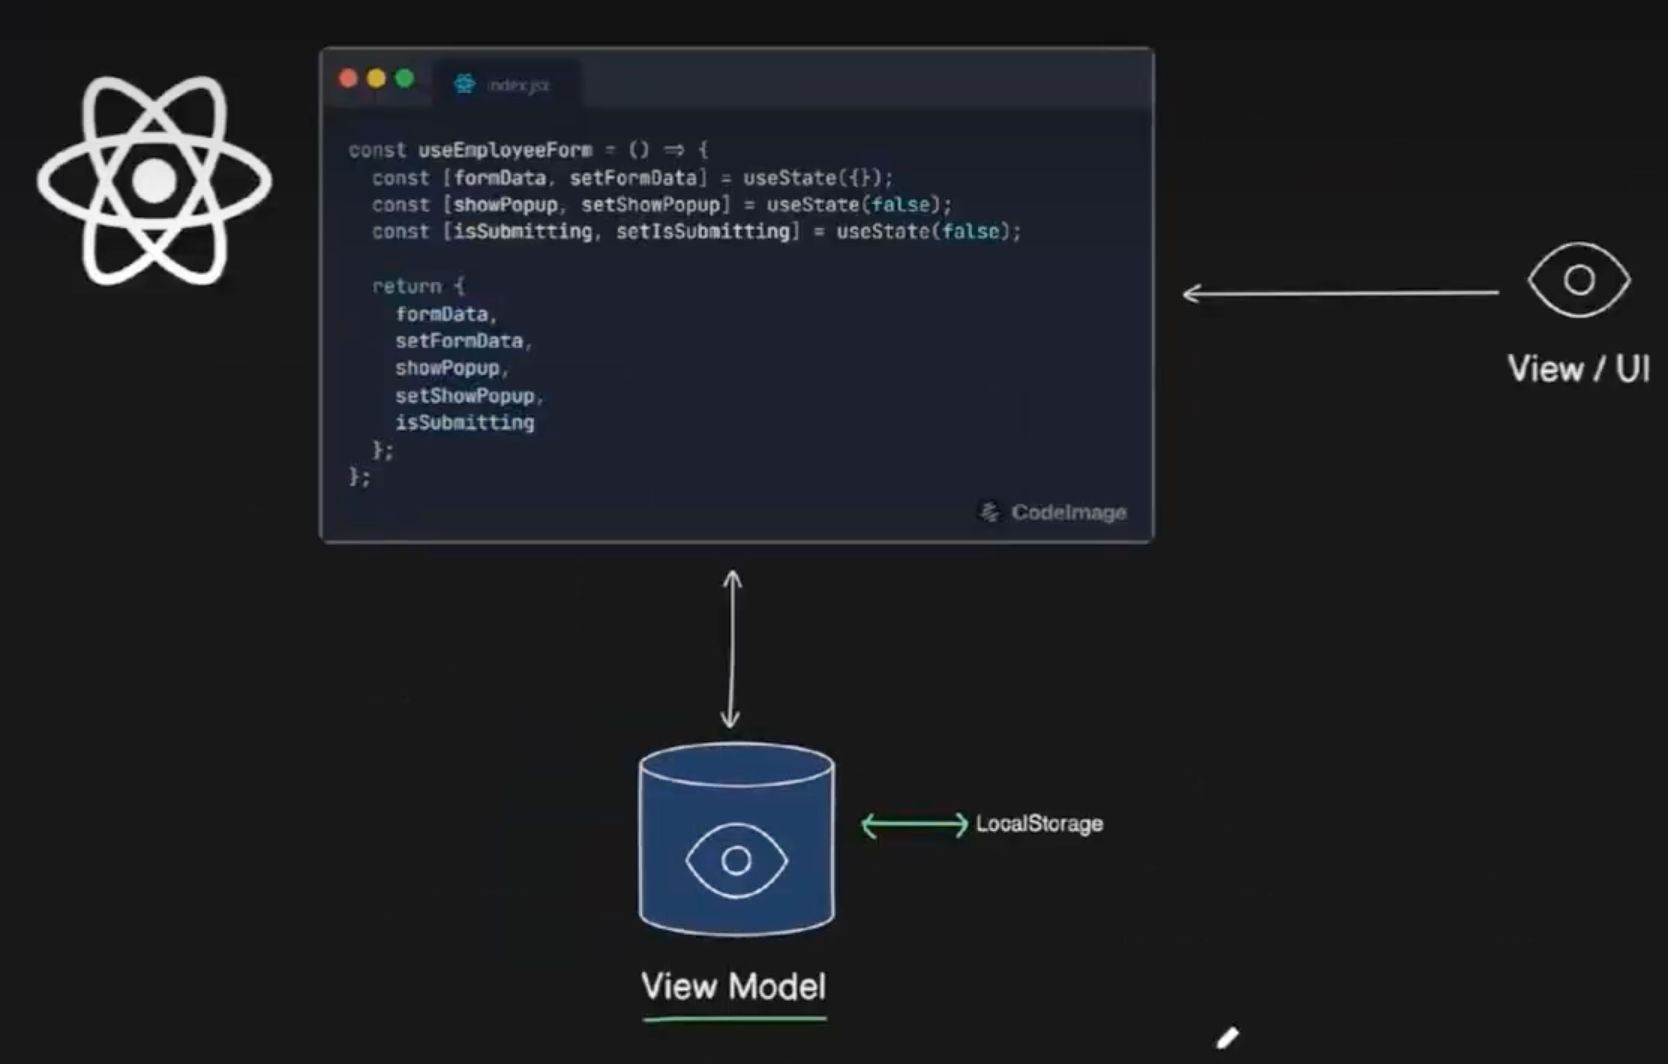 index.jsx
const useEmployeeForm = () => {
const [formData, setFormData] = useState({});
const [showPopup, setShowPopup] = useState(false);
const [isSubmitting, setIsSubmitting] = useState(false);
return {
formData,
setFormData,
showPopup,
setShowPopup,
isSubmitting
};
};
CodeImage
View / UI
LocalStorage
View Model